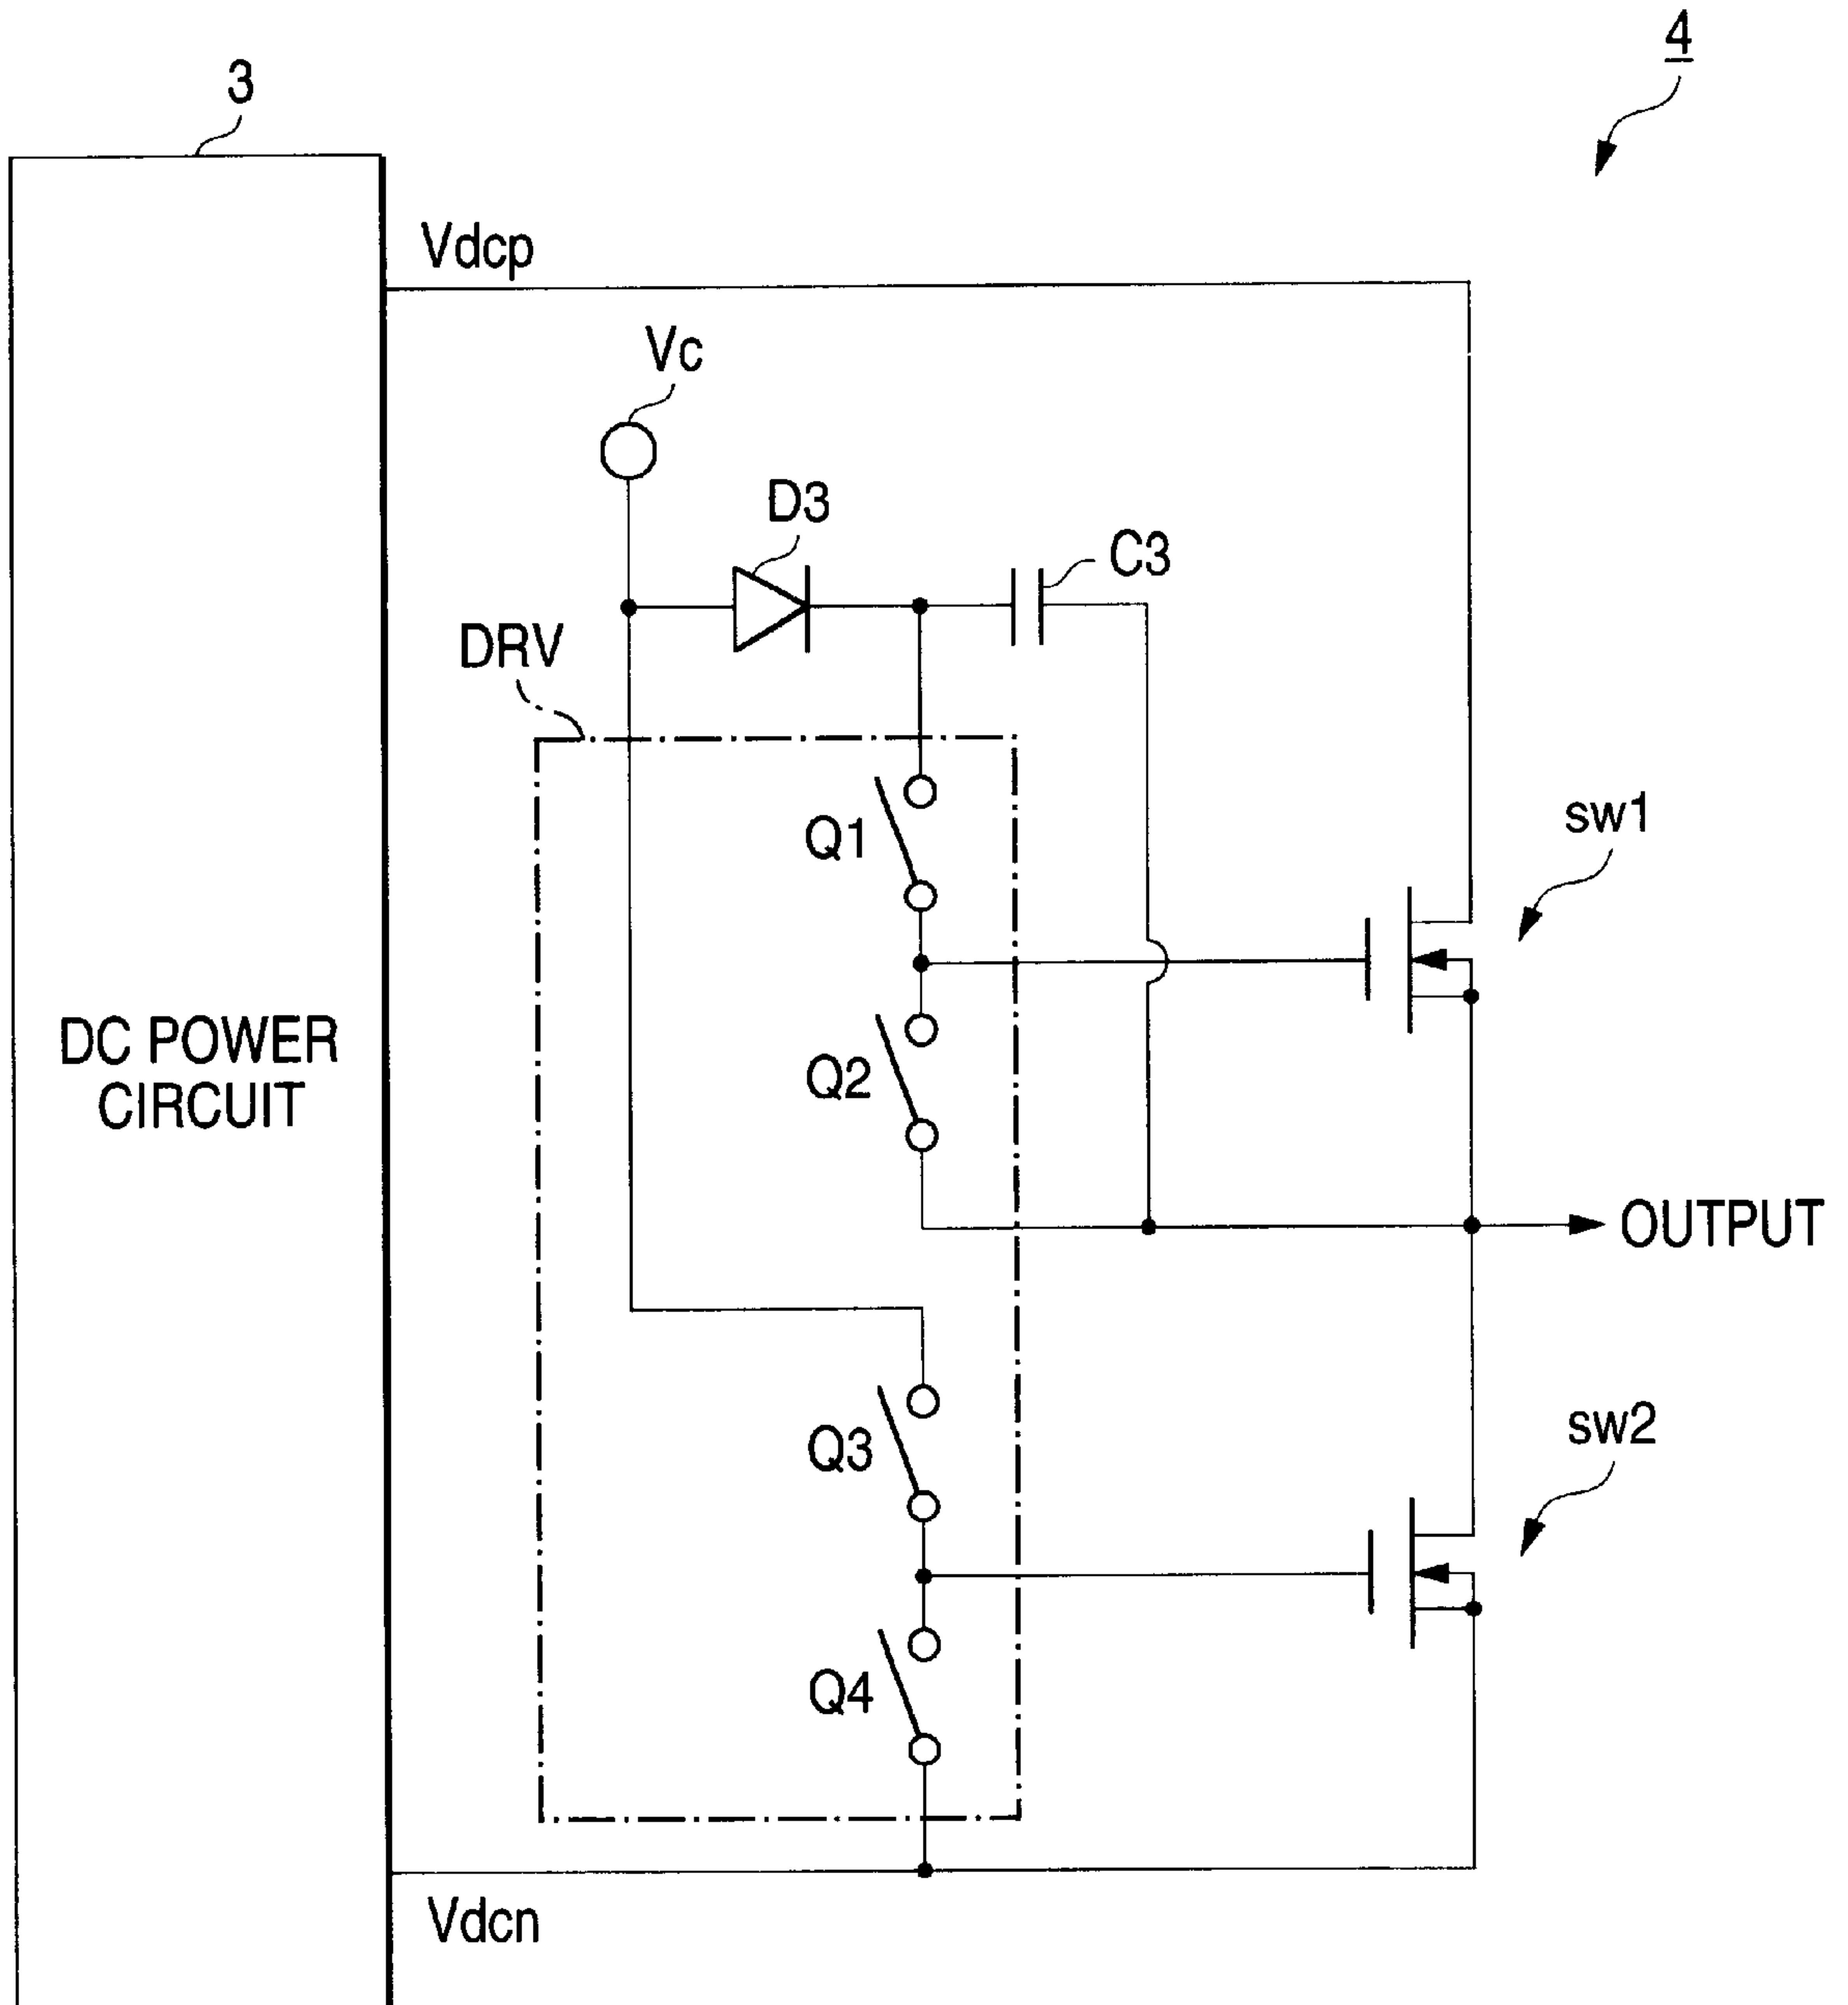 4
3
Vdcp
Vc
D3
C3
DRV
Q1
sw1
DC POWER
CIRCUIT
Q2
OUTPUT
Q3
sw2
Q4
Vdcn